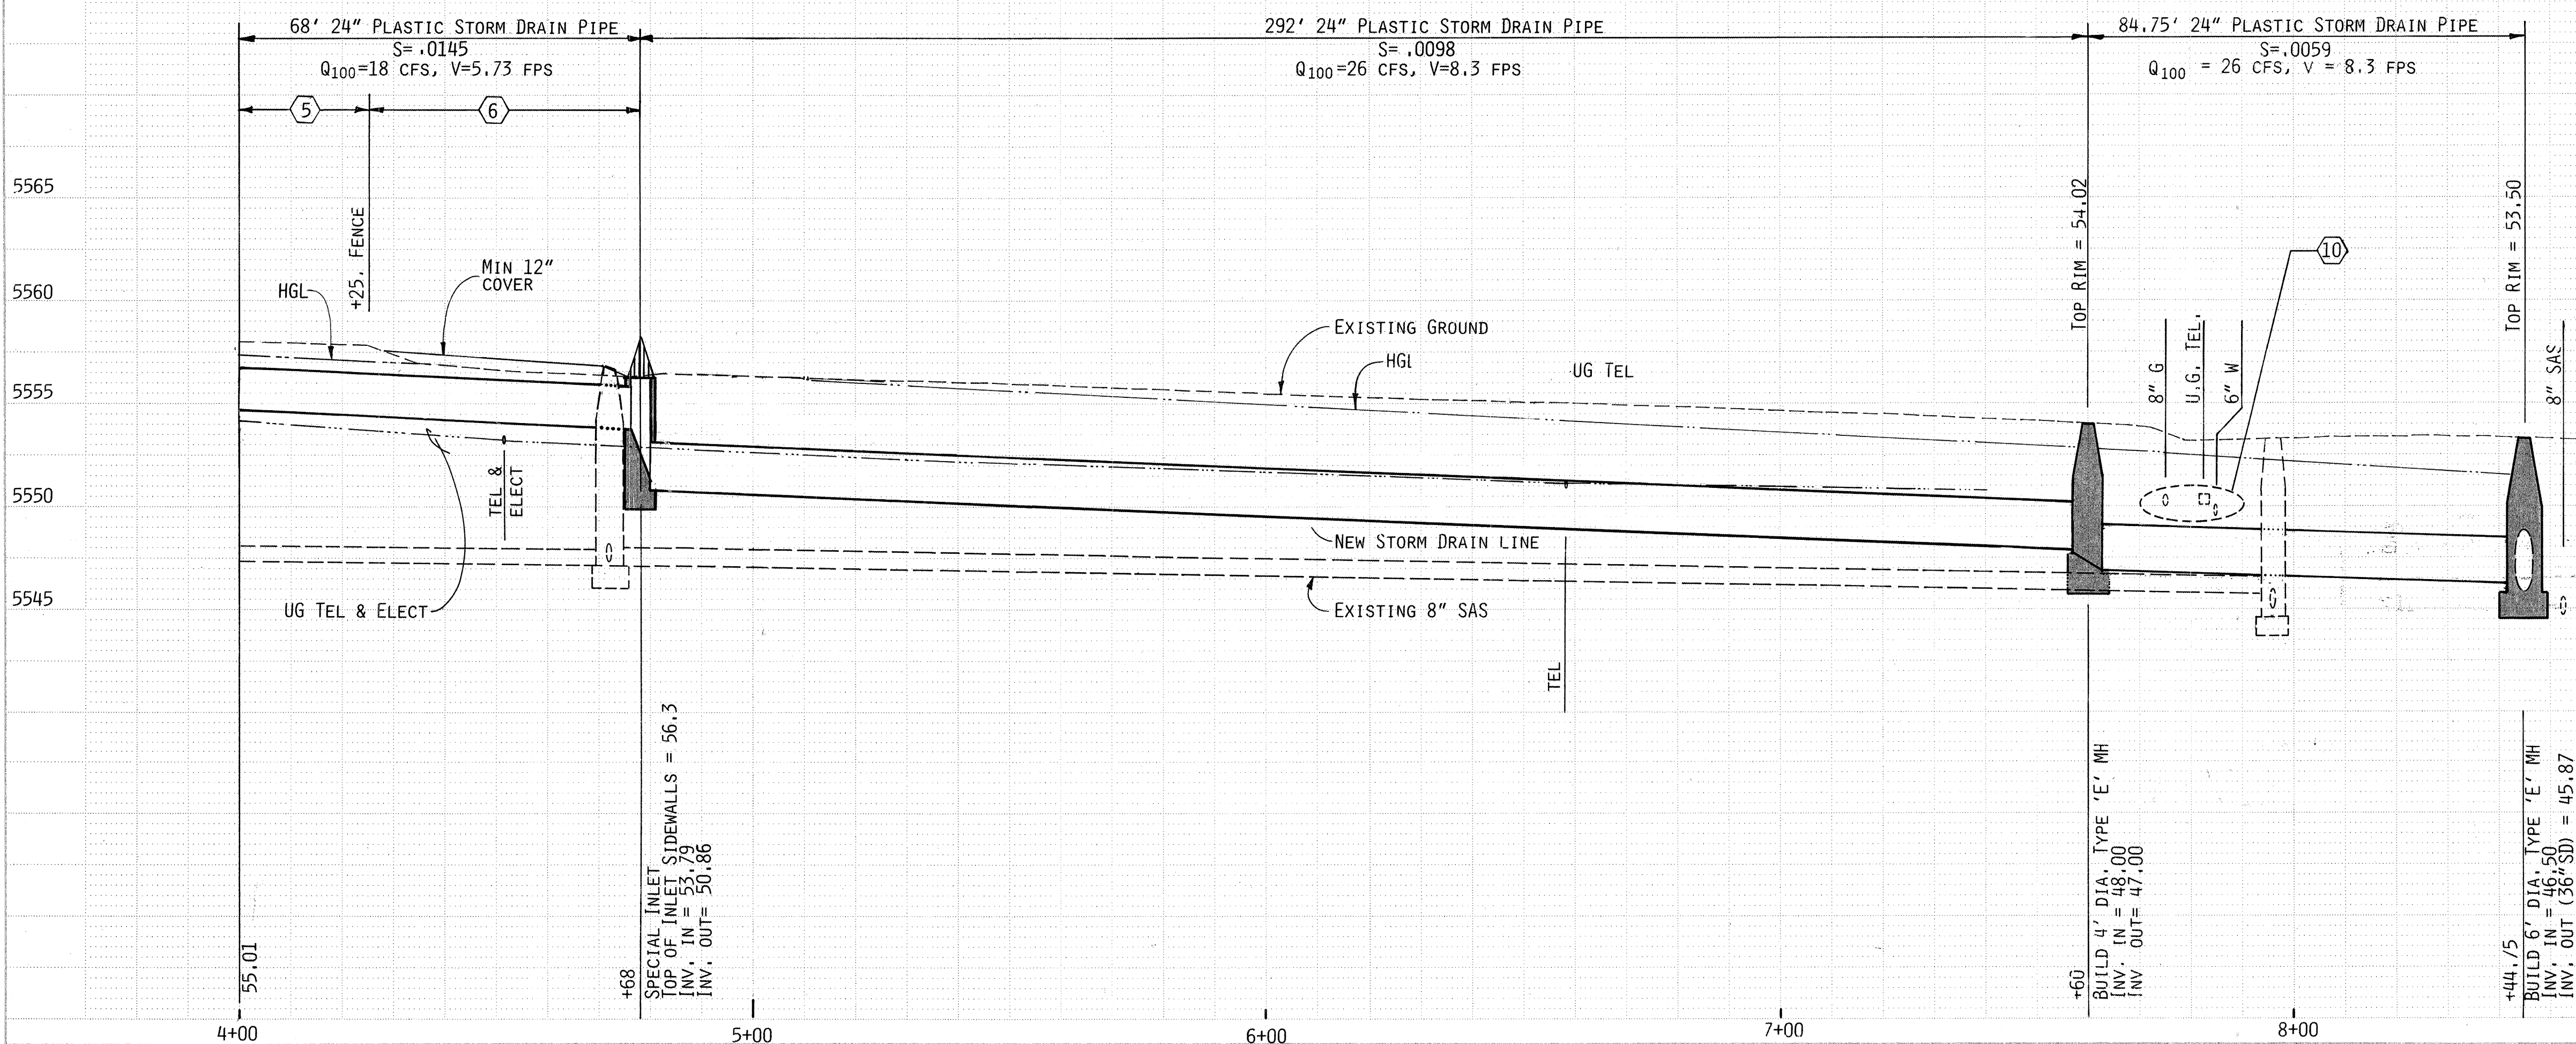 68' 24" PLASTIC STORM DRAIN PIPE
S= .0145
Q100=18 CFS, V=5.73 FPS
292' 24" PLASTIC STORM DRAIN PIPE
S= .0098
Q100=26 CFS, V=8.3 FPS
84.75' 24" PLASTIC STORM DRAIN PIPE
S=.0059
Q100 = 26 CFS, V = 8.3 FPS
5
6
5565
5560
5555
5550
5545
+25. FENCE
HGL
MIN 12"
COVER
EXISTING GROUND
HGL
UG TEL
TOP RIM = 54.02
TOP RIM = 53.50
10
8" G
U.G. TEL.
6" W
8" SAS
TEL &
ELECT
UG TEL & ELECT
NEW STORM DRAIN LINE
EXISTING 8" SAS
TEL
55.01
+68
SPECIAL INLET
TOP OF INLET SIDEWALLS = 56.3
INV. IN = 53.79
INV. OUT= 50.86
+60
BUILD 4' DIA. TYPE 'E' MH
INV. IN = 48.00
INV OUT= 47.00
+44.75
BUILD 6' DIA. TYPE 'E' MH
INV. IN = 46.50
INV. OUT (36"SD) = 45.87
4+00
5+00
6+00
7+00
8+00